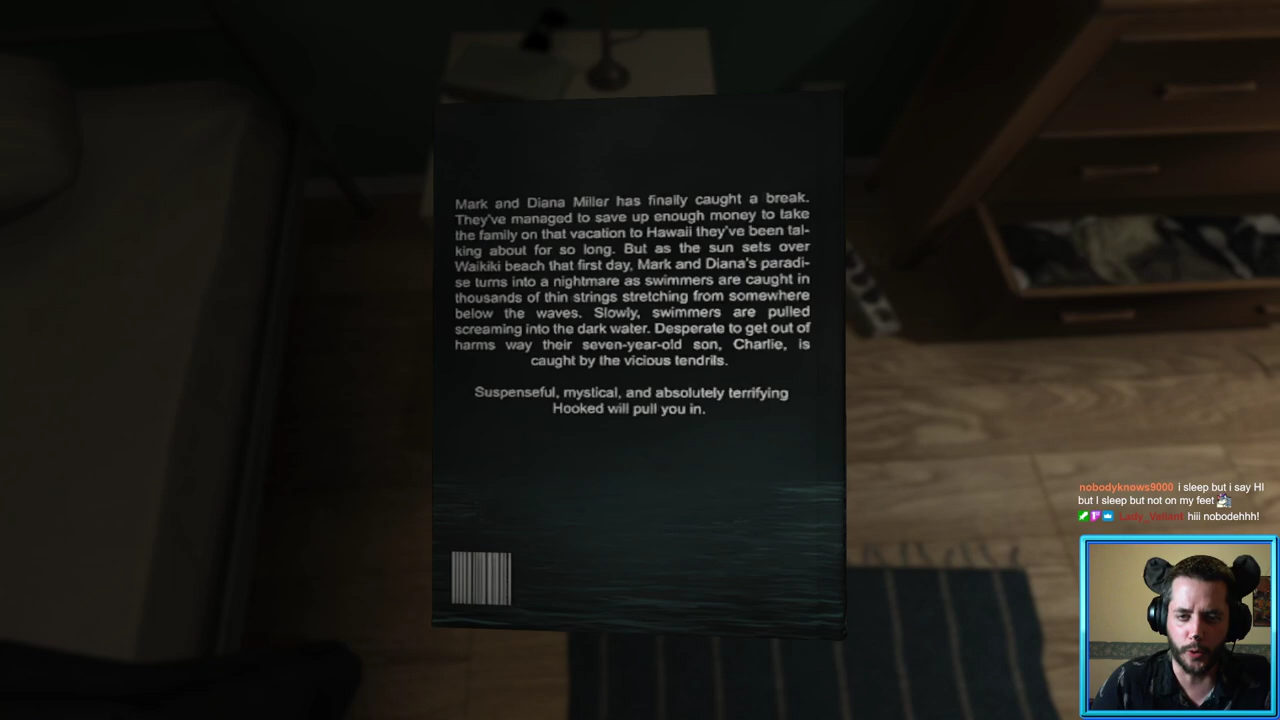 Mark and Diana Miller has finally caught a break.
They've managed to save up enough money to take
the family on that vacation to Hawaii they've been tal-
king about for so long. But as the sun sets over
Waikiki beach that first day, Mark and Diana's paradi-
se turns into a nightmare as swimmers are caught in
thousands of thin strings stretching from somewhere
below the waves. Slowly, swimmers are pulled
screaming into the dark water. Desperate to get out of
harms way their seven-year-old son, Charlie, is
caught by the vicious tendrils.
Suspenseful, mystical, and absolutely terrifying
Hooked will pull you in.
nobodyknows9000 i sleep but i say HI
but I sleep but not on my feet
Lady_Valiant hiii nobodehhh!